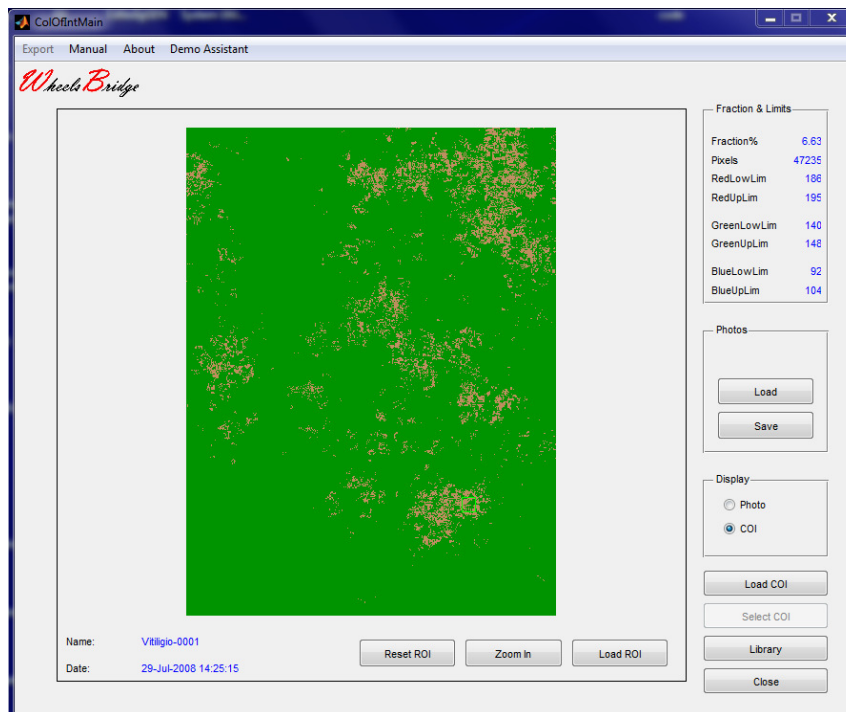 ColOfIntMain
Export Manual About Demo Assistant
Wheels Bridge
Fraction & Limits
Fraction% 6.63
Pixels 47235
RedLowLim 186
RedUpLim 195
GreenLowLim 140
GreenUpLim 148
BlueLowLim 92
BlueUpLim 104
Photos
Load
Save
Display
Photo
COI
Load COI
Select COI
Library
Close
Name: Vitiligio-0001
Date: 29-Jul-2008 14:25:15
Reset ROI Zoom In Load ROI